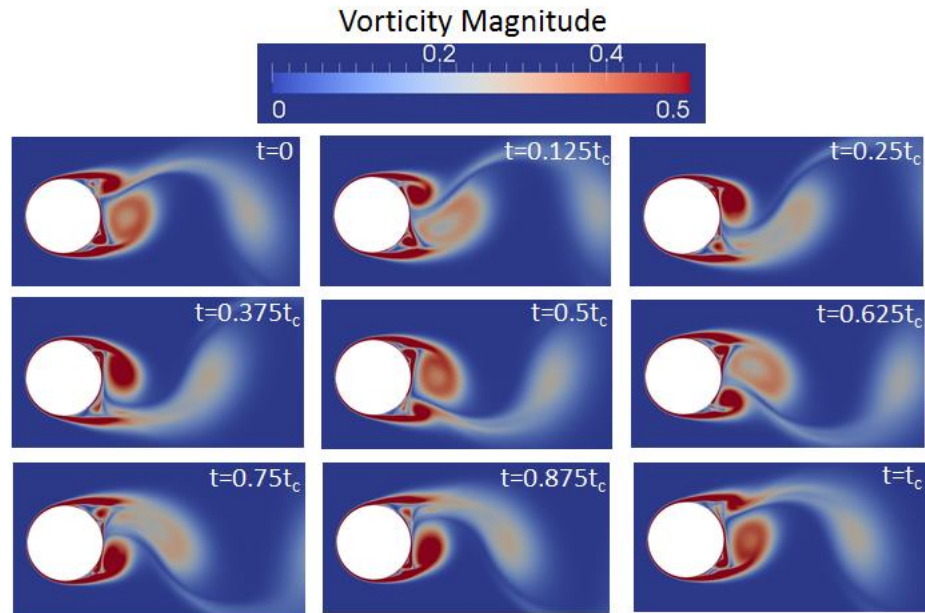 Vorticity Magnitude
0.2 0.4
0 0.5
t=0 t=0.125tc t=0.25tc
t=0.375tc t=0.5tc t=0.625tc
t=0.75tc t=0.875tc t=tc